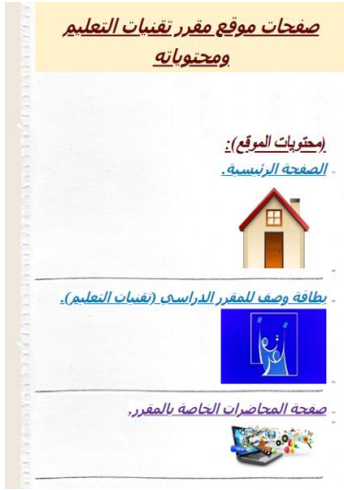 صفحات موقع مقرر تقنيات التعليم
ومحتوياته
(محتويات الموقع):
- الصفحة الرئيسية.
- بطاقة وصف للمقرر الدراسي (تقنيات التعليم).
- صفحة المحاضرات الخاصة بالمقرر.